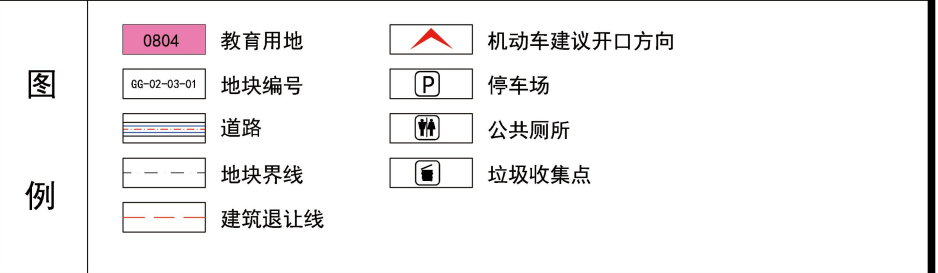 图例
0804 教育用地
GG-02-03-01 地块编号
道路
地块界线
建筑退让线
机动车建议开口方向
P 停车场
公共厕所
垃圾收集点